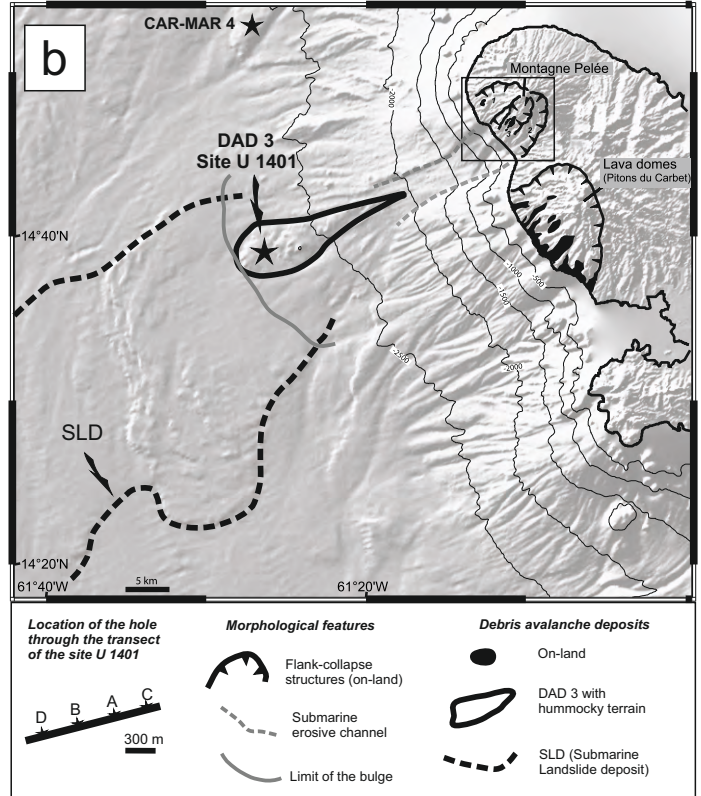 b
CAR-MAR 4
Montagne Pelée
DAD 3
Site U 1401
Lava domes
(Pitons du Carbet)
-2000
14°40'N
-1000
-500
-1500
-2000
-2500
SLD
14°20'N
61°40'W
5 km
61°20'W
Location of the hole
through the transect
of the site U 1401
D B A C
300 m
Morphological features
Flank-collapse
structures (on-land)
Submarine
erosive channel
Limit of the bulge
Debris avalanche deposits
On-land
DAD 3 with
hummocky terrain
SLD (Submarine
Landslide deposit)